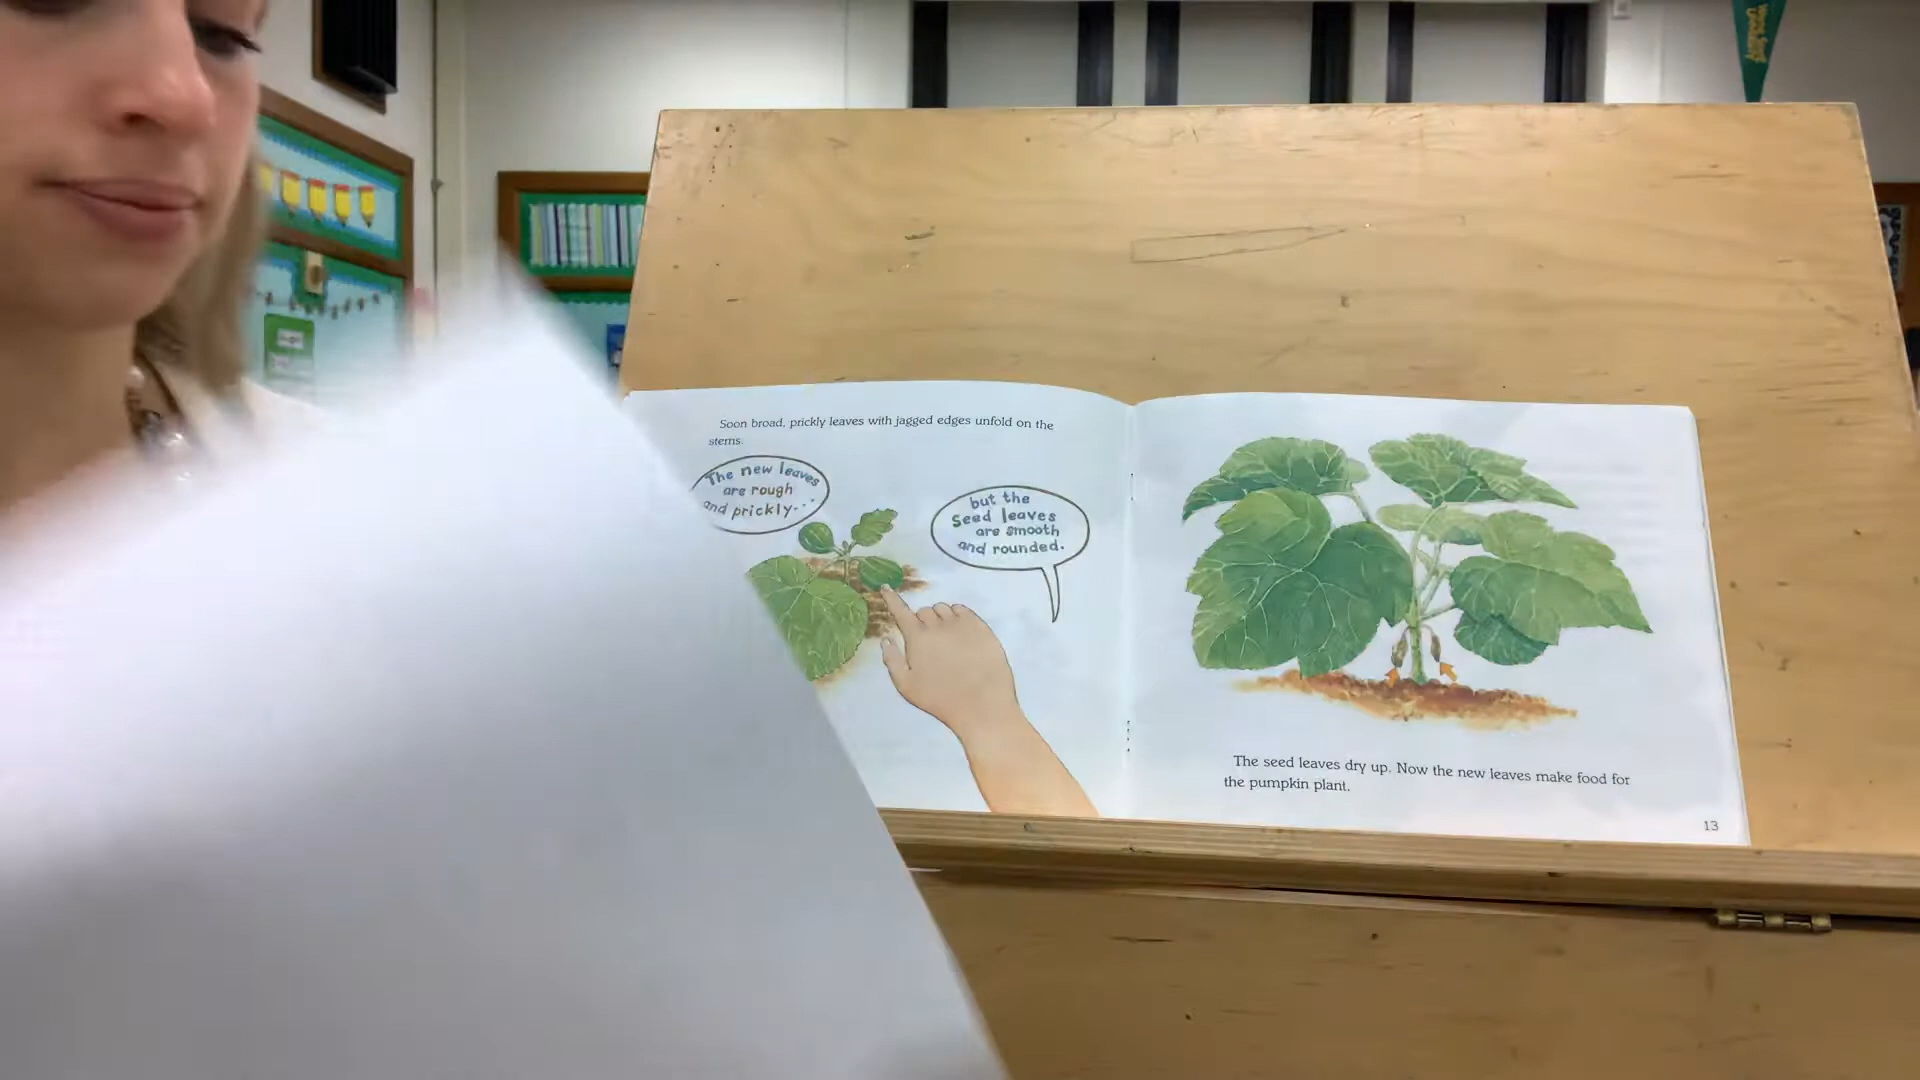 Soon broad, prickly leaves with jagged edges unfold on the
stems.
The new leaves
are rough
and prickly...
but the
Seed leaves
are smooth
and rounded.
The seed leaves dry up. Now the new leaves make food for
the pumpkin plant.
13